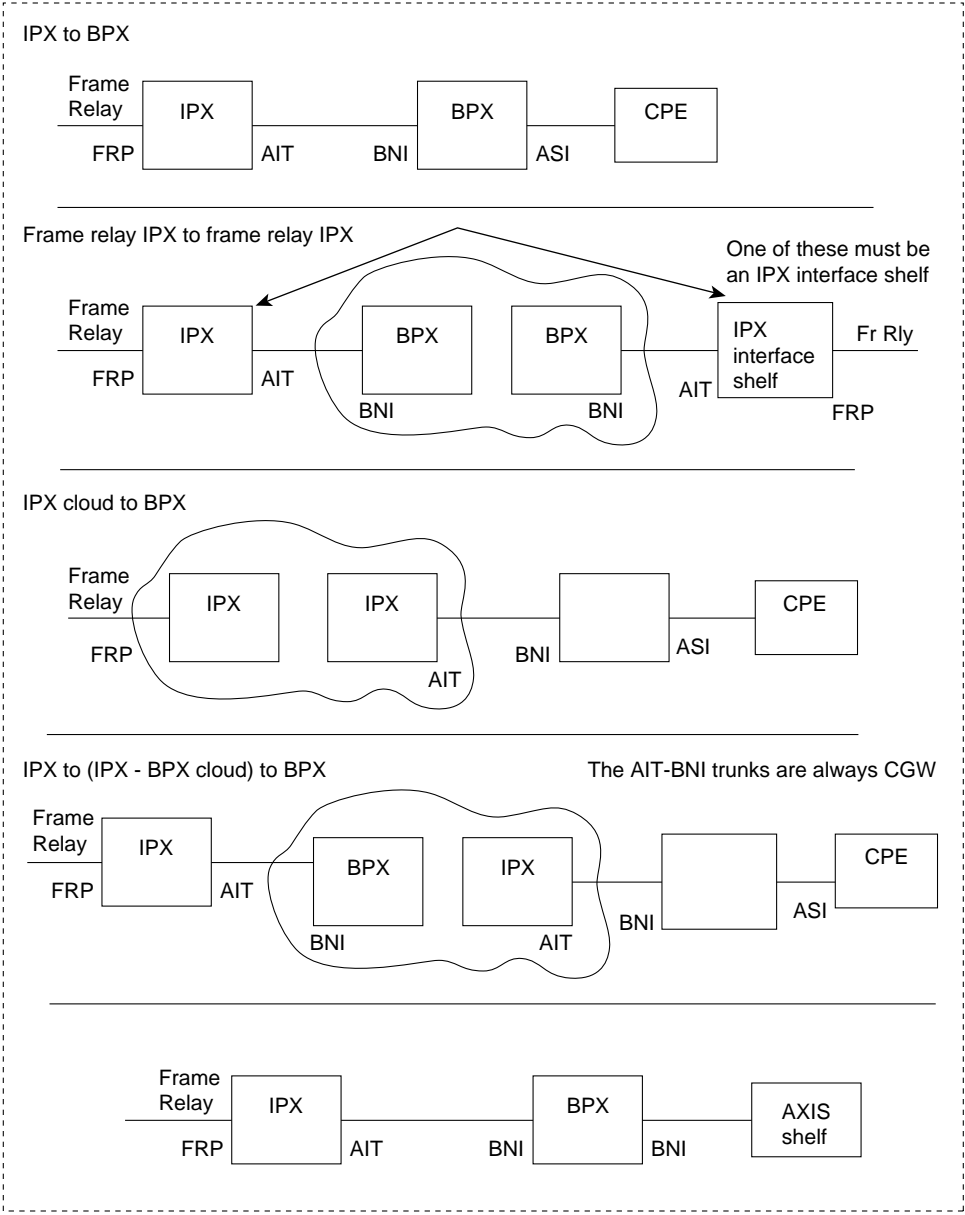 IPX to BPX
Frame
Relay
IPX
BPX
CPE
FRP
AIT
BNI
ASI
Frame relay IPX to frame relay IPX
One of these must be
an IPX interface shelf
Frame
Relay
IPX
BPX
BPX
IPX
interface
shelf
Fr Rly
FRP
AIT
BNI
BNI
AIT
FRP
IPX cloud to BPX
Frame
Relay
IPX
IPX
CPE
FRP
AIT
BNI
ASI
IPX to (IPX - BPX cloud) to BPX
The AIT-BNI trunks are always CGW
Frame
Relay
IPX
BPX
IPX
CPE
FRP
AIT
BNI
AIT
BNI
ASI
Frame
Relay
IPX
BPX
AXIS
shelf
FRP
AIT
BNI
BNI